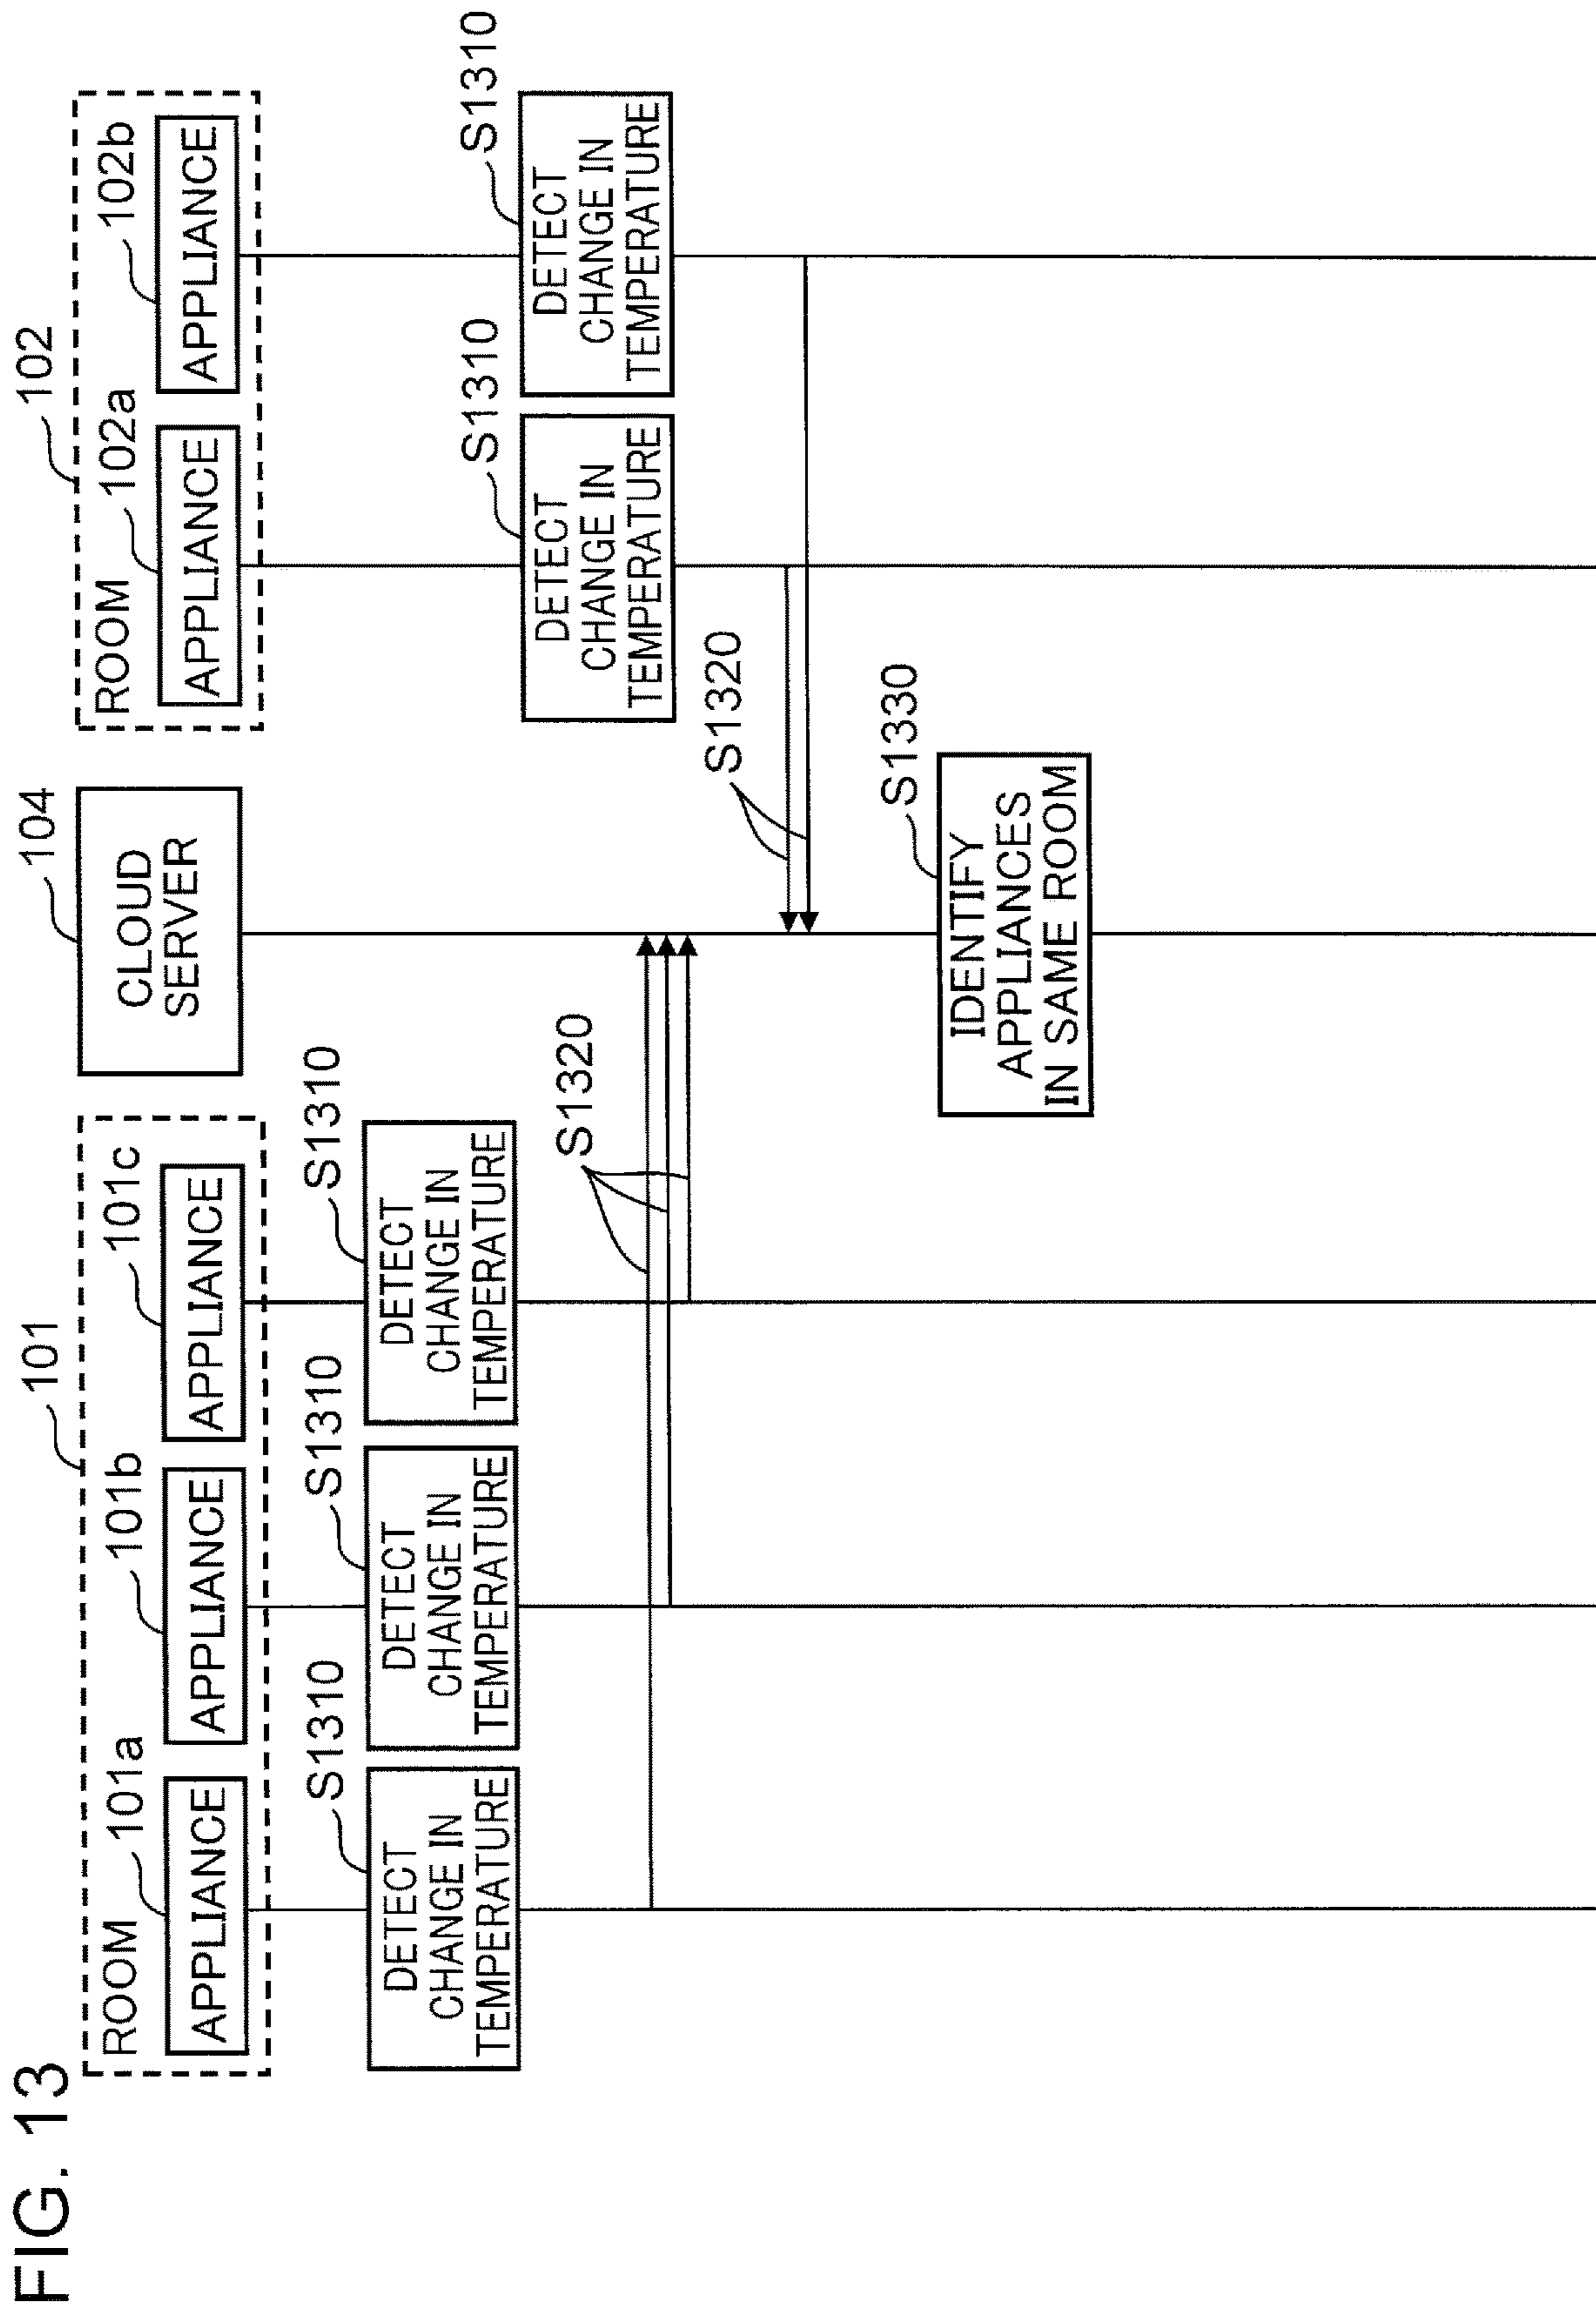 FIG. 13
101
104
102
ROOM
101a
101b
101c
APPLIANCE
APPLIANCE
APPLIANCE
CLOUD
SERVER
ROOM
102a
102b
APPLIANCE
APPLIANCE
S1310
S1310
S1310
DETECT
CHANGE IN
TEMPERATURE
DETECT
CHANGE IN
TEMPERATURE
DETECT
CHANGE IN
TEMPERATURE
S1310
S1310
DETECT
CHANGE IN
TEMPERATURE
DETECT
CHANGE IN
TEMPERATURE
S1320
S1320
S1330
IDENTIFY
APPLIANCES
IN SAME ROOM